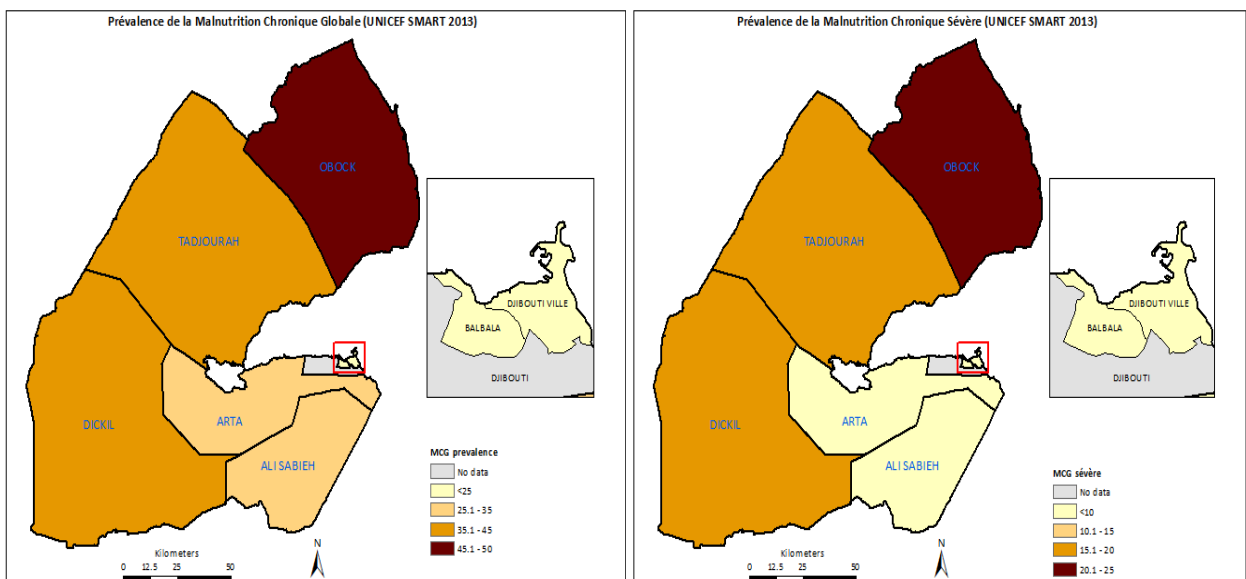 Prévalence de la Malnutrition Chronique Globale (UNICEF SMART 2013)
OBOCK
TADJOURAH
DJIBOUTI VILLE
BALBALA
DJIBOUTI
DICKIL
ARTA
ALI SABIEH
MCG prevalence
No data
<25
25.1 - 35
35.1 - 45
45.1 - 50
Kilometers
0 12.5 25 50
N
Prévalence de la Malnutrition Chronique Sévère (UNICEF SMART 2013)
OBOCK
TADJOURAH
DJIBOUTI VILLE
BALBALA
DJIBOUTI
DICKIL
ARTA
ALI SABIEH
MCG sévère
No data
<10
10.1 - 15
15.1 - 20
20.1 - 25
Kilometers
0 12.5 25 50
N